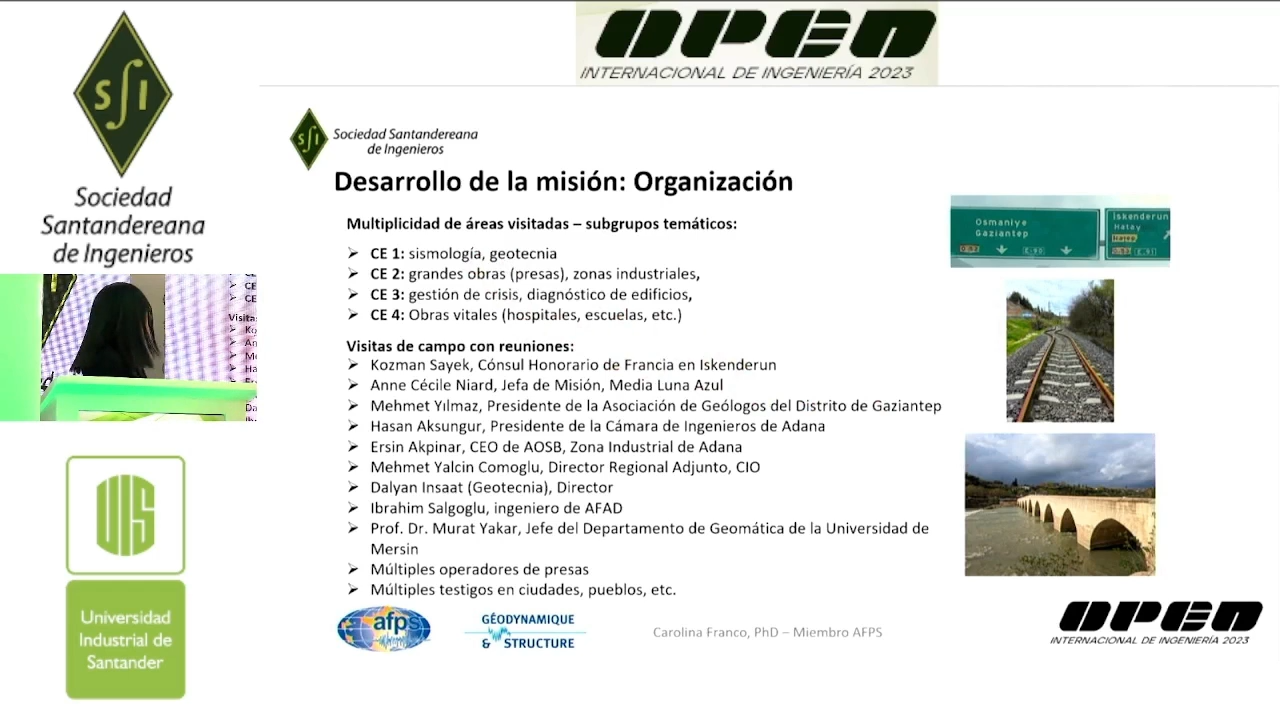 OPEN
INTERNACIONAL DE INGENIERÍA 2023
SSI
Sociedad
Santandereana
de Ingenieros
SSI
Sociedad Santandereana
de Ingenieros
Desarrollo de la misión: Organización
Multiplicidad de áreas visitadas – subgrupos temáticos:
➢ CE 1: sismología, geotecnia
➢ CE 2: grandes obras (presas), zonas industriales,
➢ CE 3: gestión de crisis, diagnóstico de edificios,
➢ CE 4: Obras vitales (hospitales, escuelas, etc.)
Visitas de campo con reuniones:
➢ Kozman Sayek, Cónsul Honorario de Francia en Iskenderun
➢ Anne Cécile Niard, Jefa de Misión, Media Luna Azul
➢ Mehmet Yılmaz, Presidente de la Asociación de Geólogos del Distrito de Gaziantep
➢ Hasan Aksungur, Presidente de la Cámara de Ingenieros de Adana
➢ Ersin Akpinar, CEO de AOSB, Zona Industrial de Adana
➢ Mehmet Yalcin Comoglu, Director Regional Adjunto, CIO
➢ Dalyan Insaat (Geotecnia), Director
➢ Ibrahim Salgoglu, ingeniero de AFAD
➢ Prof. Dr. Murat Yakar, Jefe del Departamento de Geomática de la Universidad de
Mersin
➢ Múltiples operadores de presas
➢ Múltiples testigos en ciudades, pueblos, etc.
Osmaniye
Gaziantep
İskenderun
Hatay
afps
GÉODYNAMIQUE
& STRUCTURE
Carolina Franco, PhD – Miembro AFPS
OPEN
INTERNACIONAL DE INGENIERÍA 2023
UIS
Universidad
Industrial de
Santander